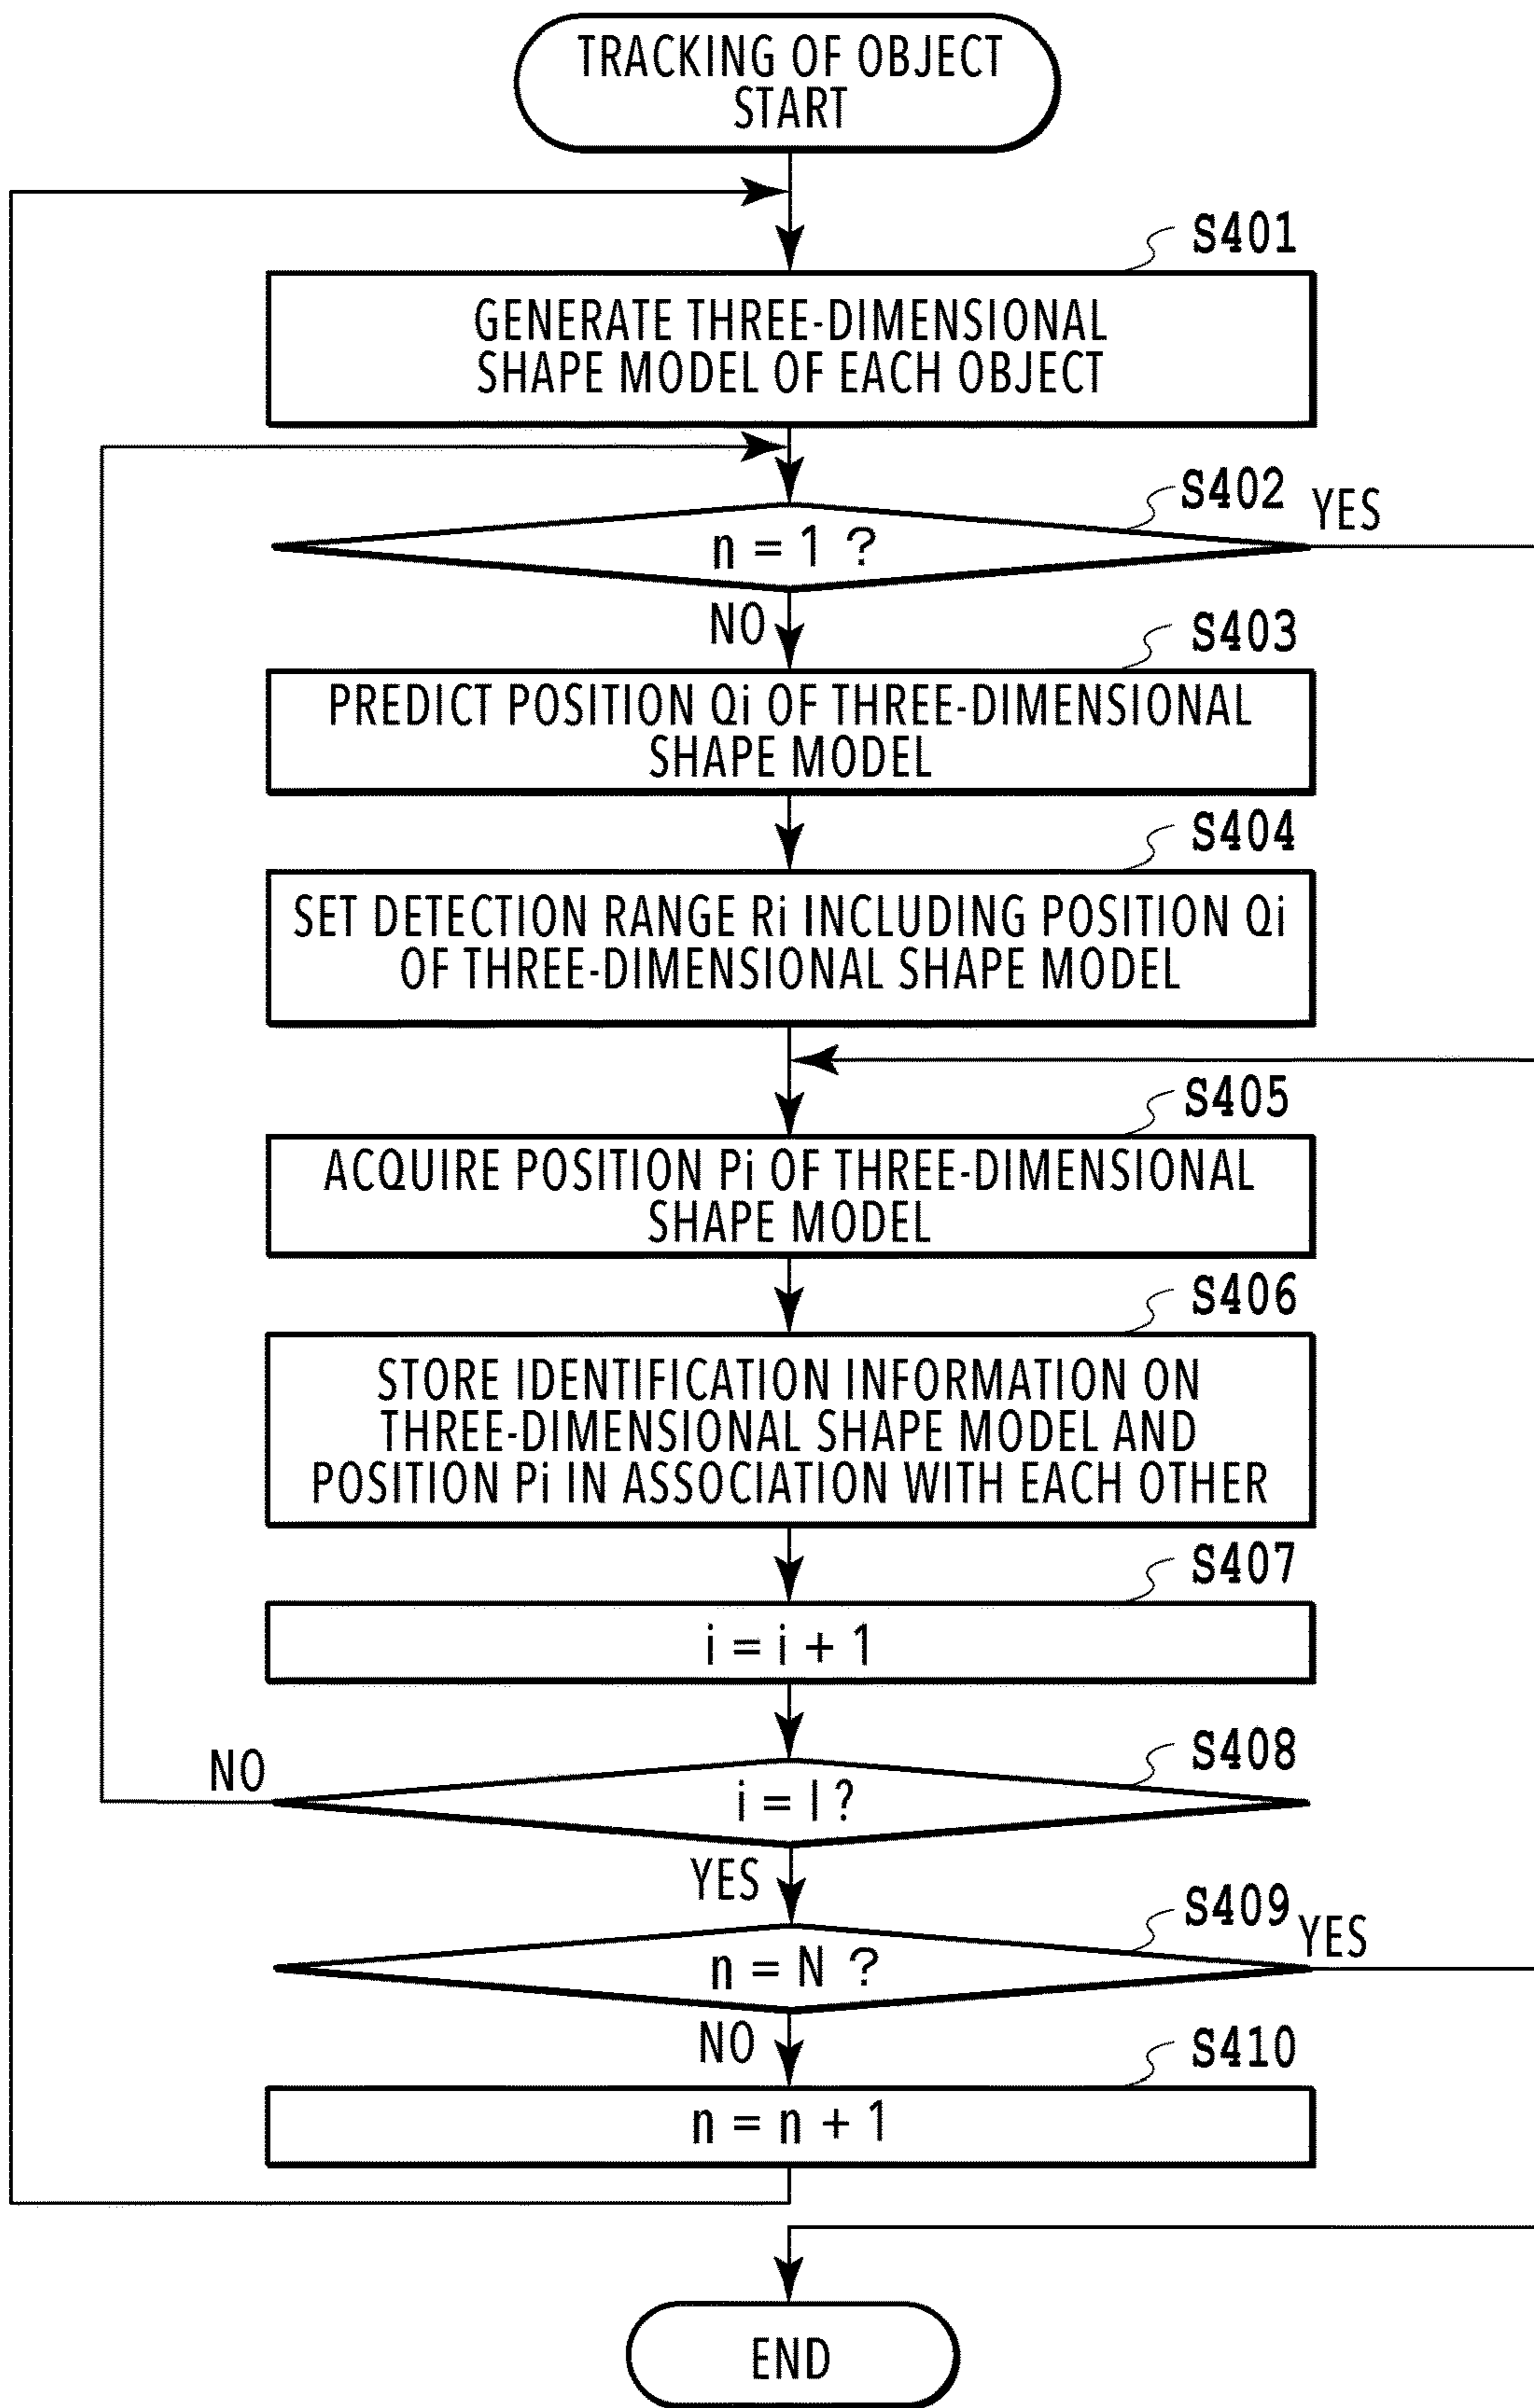 TRACKING OF OBJECT
START
S401
GENERATE THREE-DIMENSIONAL
SHAPE MODEL OF EACH OBJECT
S402
YES
n = 1 ?
NO
S403
PREDICT POSITION Qi OF THREE-DIMENSIONAL
SHAPE MODEL
S404
SET DETECTION RANGE Ri INCLUDING POSITION Qi
OF THREE-DIMENSIONAL SHAPE MODEL
S405
ACQUIRE POSITION Pi OF THREE-DIMENSIONAL
SHAPE MODEL
S406
STORE IDENTIFICATION INFORMATION ON
THREE-DIMENSIONAL SHAPE MODEL AND
POSITION Pi IN ASSOCIATION WITH EACH OTHER
S407
i = i + 1
S408
NO
i = I ?
YES
S409
YES
n = N ?
NO
S410
n = n + 1
END